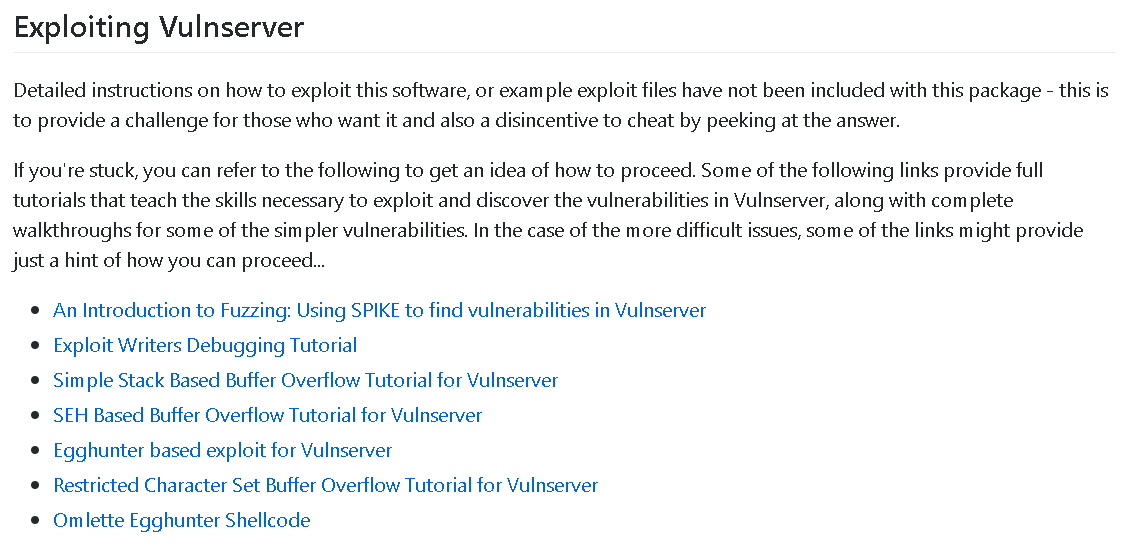 Exploiting Vulnserver
Detailed instructions on how to exploit this software, or example exploit files have not been included with this package - this is
to provide a challenge for those who want it and also a disincentive to cheat by peeking at the answer.
If you're stuck, you can refer to the following to get an idea of how to proceed. Some of the following links provide full
tutorials that teach the skills necessary to exploit and discover the vulnerabilities in Vulnserver, along with complete
walkthroughs for some of the simpler vulnerabilities. In the case of the more difficult issues, some of the links might provide
just a hint of how you can proceed...
• An Introduction to Fuzzing: Using SPIKE to find vulnerabilities in Vulnserver
• Exploit Writers Debugging Tutorial
• Simple Stack Based Buffer Overflow Tutorial for Vulnserver
• SEH Based Buffer Overflow Tutorial for Vulnserver
• Egghunter based exploit for Vulnserver
• Restricted Character Set Buffer Overflow Tutorial for Vulnserver
• Omlette Egghunter Shellcode